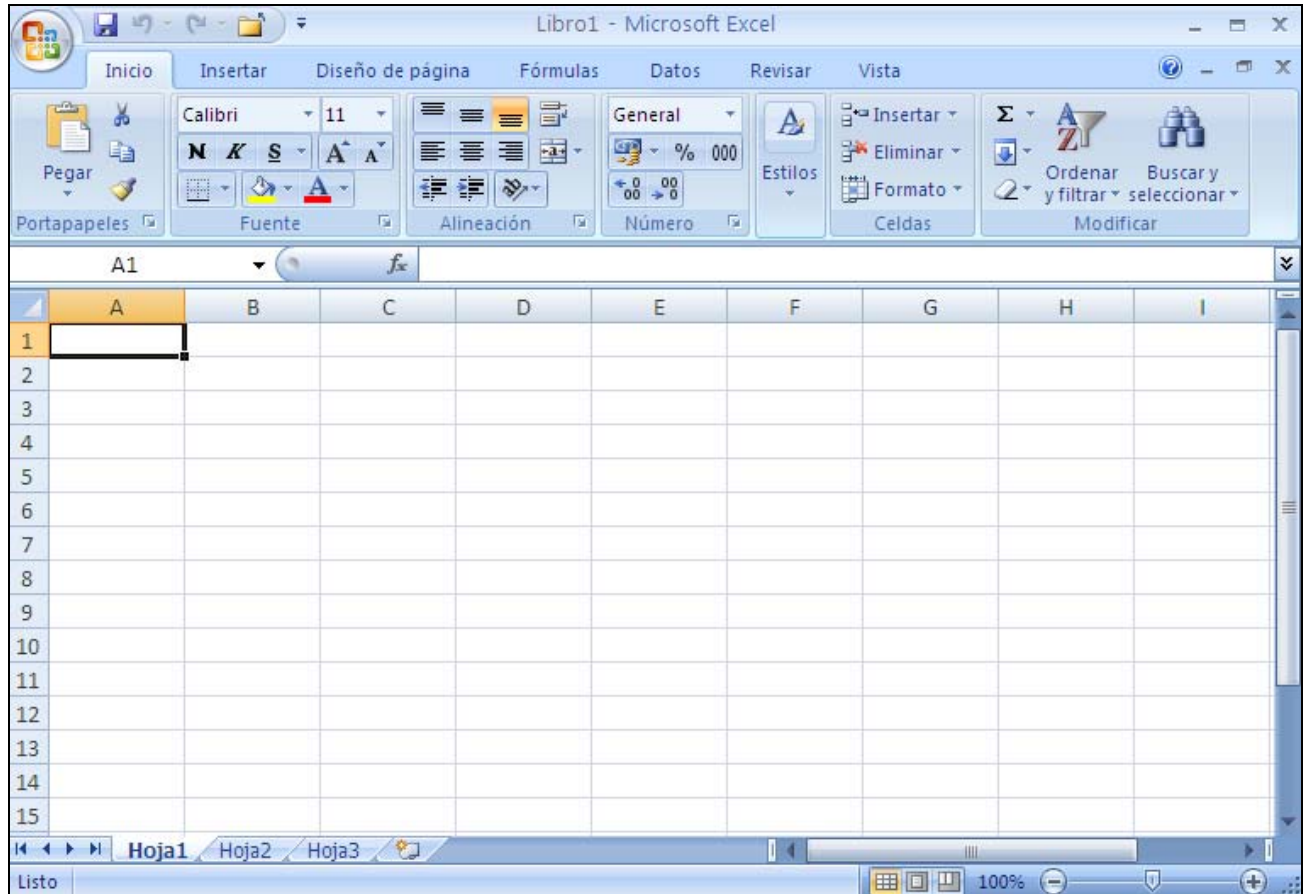 Libro1 - Microsoft Excel
Inicio Insertar Diseño de página Fórmulas Datos Revisar Vista
Calibri 11 General Insertar Σ
N K S A A % 000 Eliminar
Pegar Estilos Ordenar y filtrar Buscar y seleccionar
A Formato
Portapapeles Fuente Alineación Número Celdas Modificar
A1 fx
A B C D E F G H I
1
2
3
4
5
6
7
8
9
10
11
12
13
14
15
Hoja1 Hoja2 Hoja3
Listo 100%